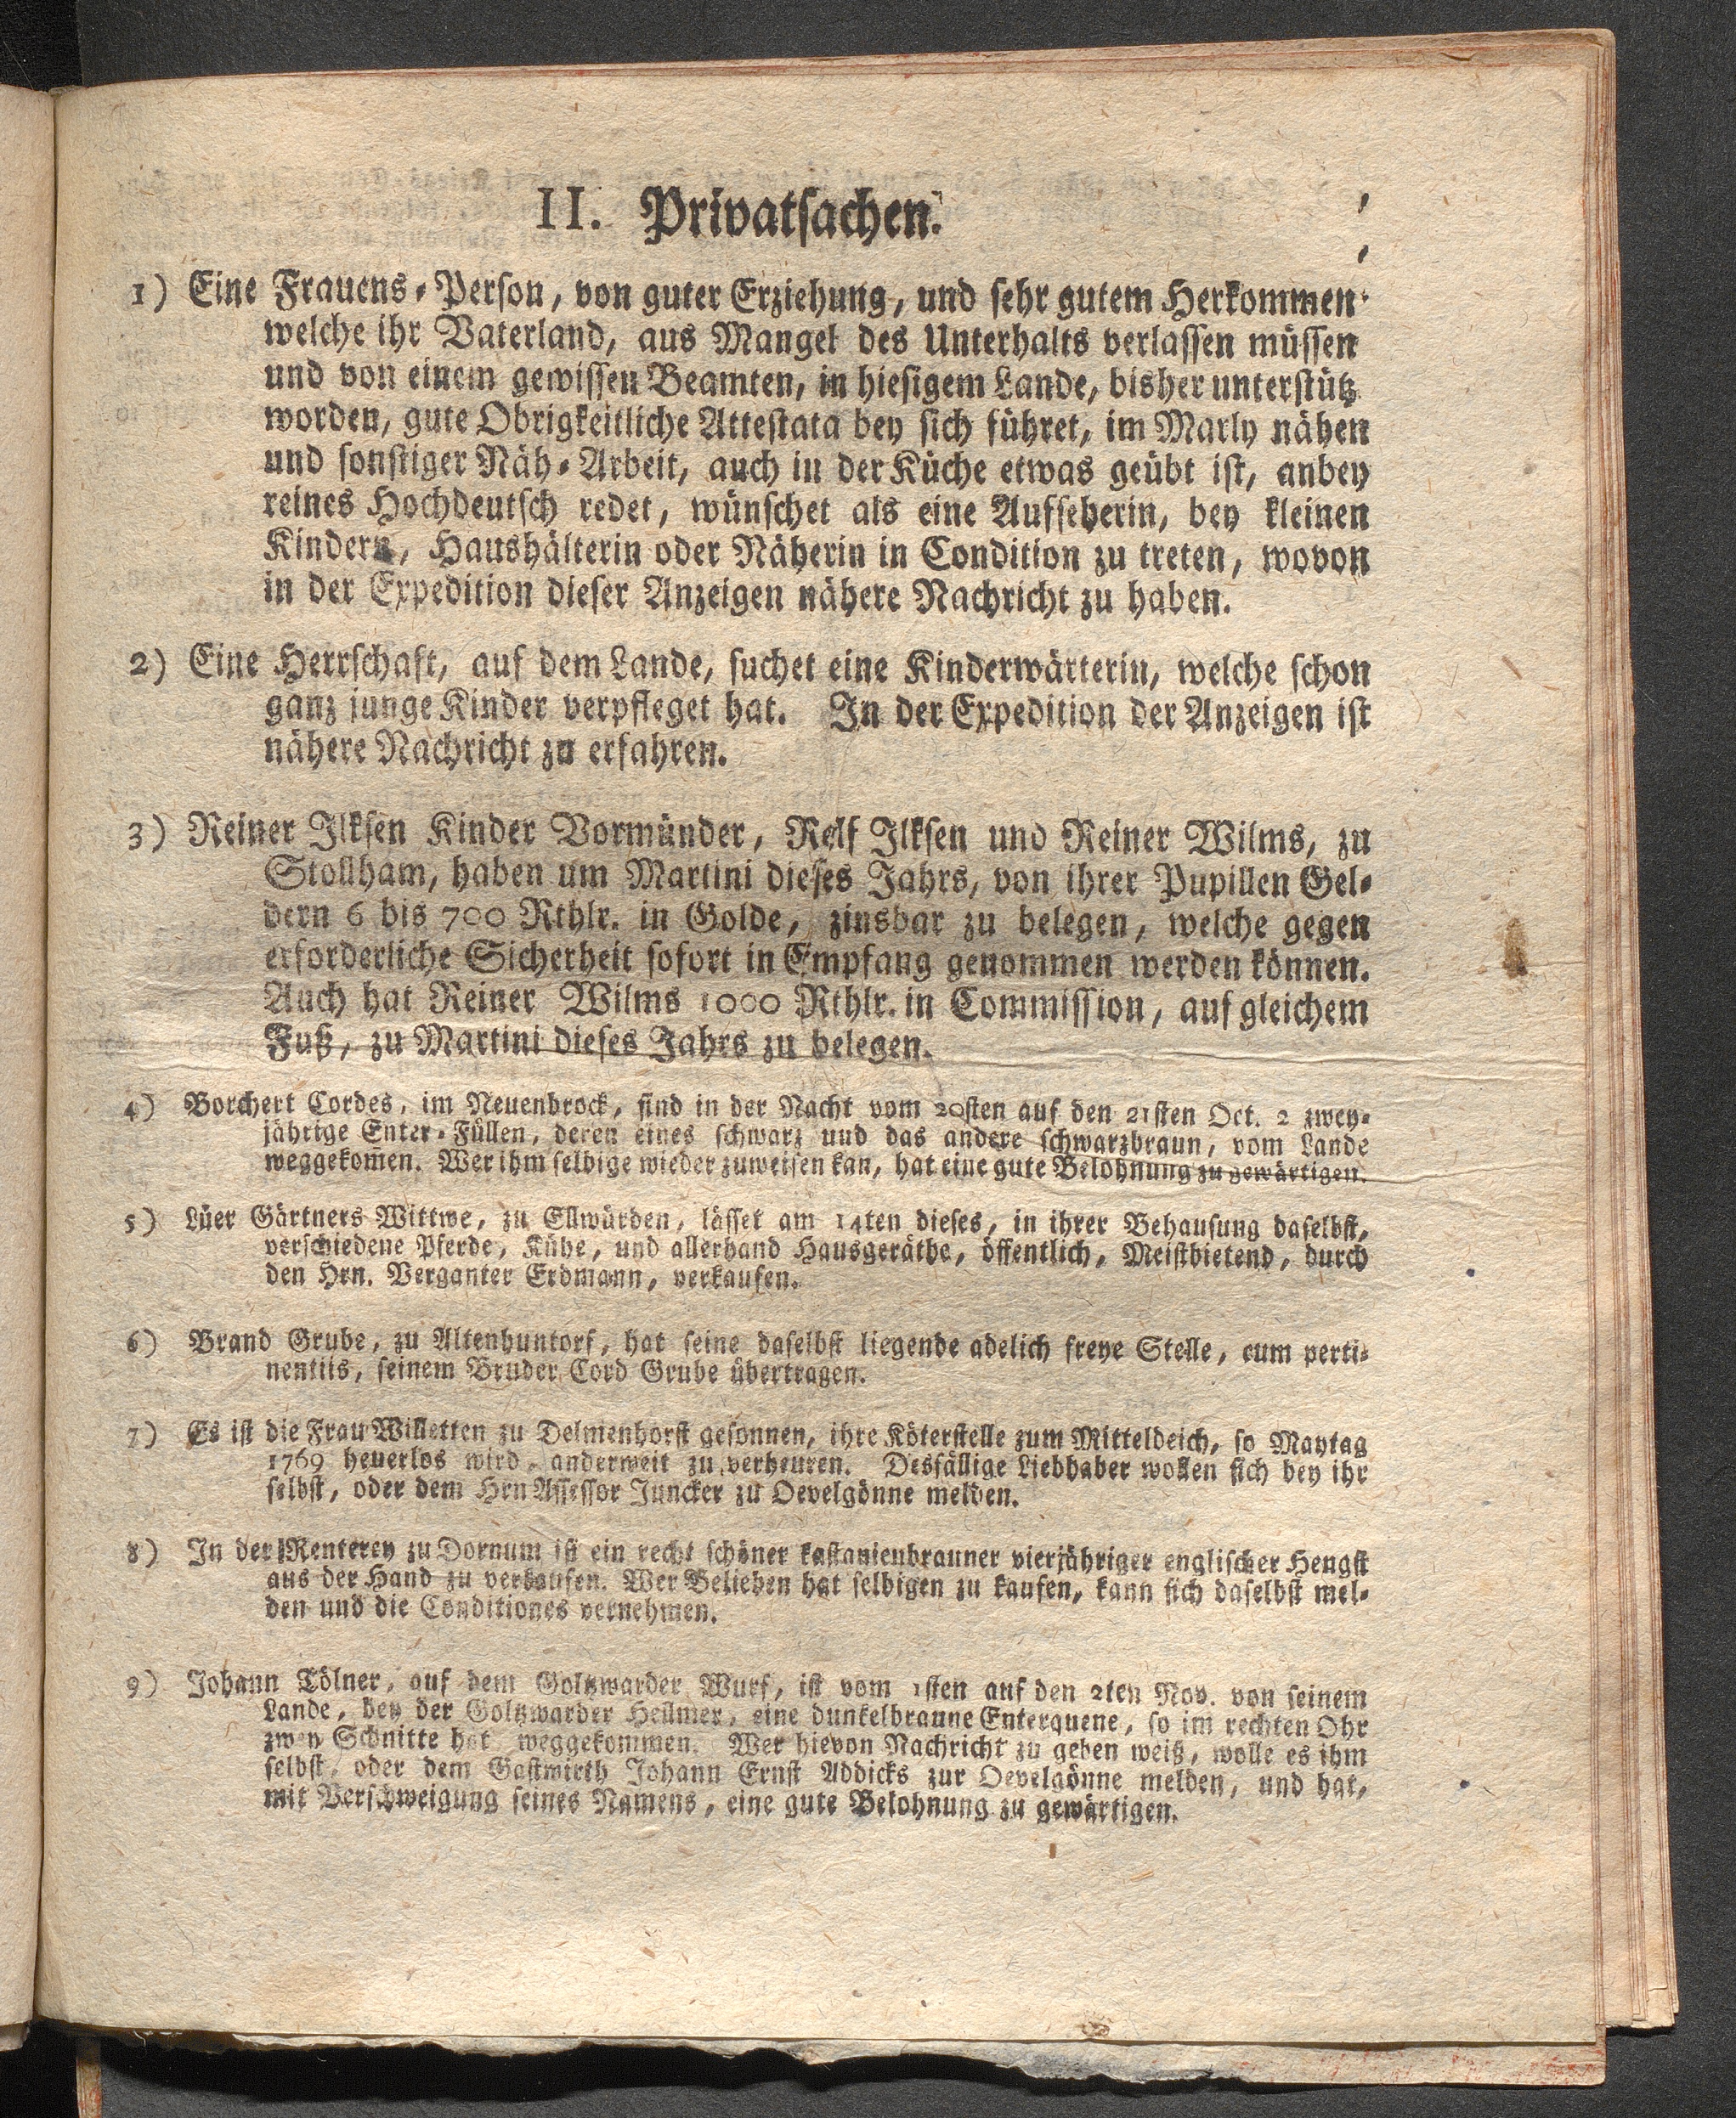 II. Privatsachen.
1) Eine Frauens-Person, von guter Erziehung, und sehr gutem Herkommen
welche ihr Vaterland, aus Mangel des Unterhalts verlassen müssen
und von einem gewissen Beamten, in hiesigem Lande, bisher unterstütz
worden, gute Obrigkeitliche Attestata bey sich führet, im Marly nähen
und sonstiger Näh-Arbeit, auch in der Küche etwas geübt ist, anbey
reines Hochdeutsch redet, wünschet als eine Aufseherin, bey kleinen
Kindern, Haushälterin oder Näherin in Condition zu treten, wovon
in der Expedition dieser Anzeigen nähere Nachricht zu haben.
2) Eine Herrschaft, auf dem Lande, suchet eine Kinderwärterin, welche schon
ganz junge Kinder verpfleget hat. In der Expedition der Anzeigen ist
nähere Nachricht zu erfahren.
3) Reiner Ilksen Kinder Vormünder, Rolf Ilksen und Reiner Wilms, zu
Stollham, haben um Martini dieses Jahrs, von ihrer Pupillen Gel-
dern 6 bis 700 Rthlr. in Golde, zinsbar zu belegen, welche gegen
erforderliche Sicherheit sofort in Empfang genommen werden können.
Auch hat Reiner Wilms 1000 Rthlr. in Commission, auf gleichem
Fuß, zu Martini dieses Jahrs zu belegen.
4) Borchert Cordes, im Neuenbrock, sind in der Nacht vom 20sten auf den 21sten Oct. 2 zwey-
jährige Enter-Füllen, deren eines schwarz und das andere schwarzbraun, vom Lande
weggekomen. Wer ihm selbige wieder zuweisen kan, hat eine gute Belohnung zu gewärtigen.
5) Lüer Gärtners Wittwe, zu Ellwürden, lässet am 14ten dieses, in ihrer Behausung daselbst,
verschiedene Pferde, Kühe, und allerhand Hausgeräthe, öffentlich, Meistbietend, durch
den Hrn. Verganter Erdmann, verkaufen.
6) Brand Grube, zu Altenhuntorf, hat seine daselbst liegende adelich freye Stelle, cum perti-
nentiis, seinem Bruder Cord Grube übertragen.
7) Es ist die Frau Willetten zu Delmenhorst gesonnen, ihre Köterstelle zum Mitteldeich, so Maytag
1769 heuerlos wird, anderweit zu verheuren. Desfällige Liebhaber wollen sich bey ihr
selbst, oder dem Hrn Assessor Juncker zu Oevelgönne melden.
8) In der Renterey zu Dornum ist ein recht schöner kastanienbrauner vierjähriger englischer Hengst
aus der Hand zu verkaufen. Wer Belieben hat selbigen zu kaufen, kann sich daselbst mel-
den und die Conditiones vernehmen.
9) Johann Tölner, auf dem Goltzwarder Wurf, ist vom 1sten auf den 2ten Nov. von seinem
Lande, bey der Goltzwarder Hellmer, eine dunkelbraune Enterquene, so im rechten Ohr
zwey Schnitte hat weggekommen. Wer hievon Nachricht zu geben weiß, wolle es ihm
selbst, oder dem Gastwirth Johann Ernst Addicks zur Oevelgönne melden, und hat,
mit Verschweigung seines Namens, eine gute Belohnung zu gewärtigen.